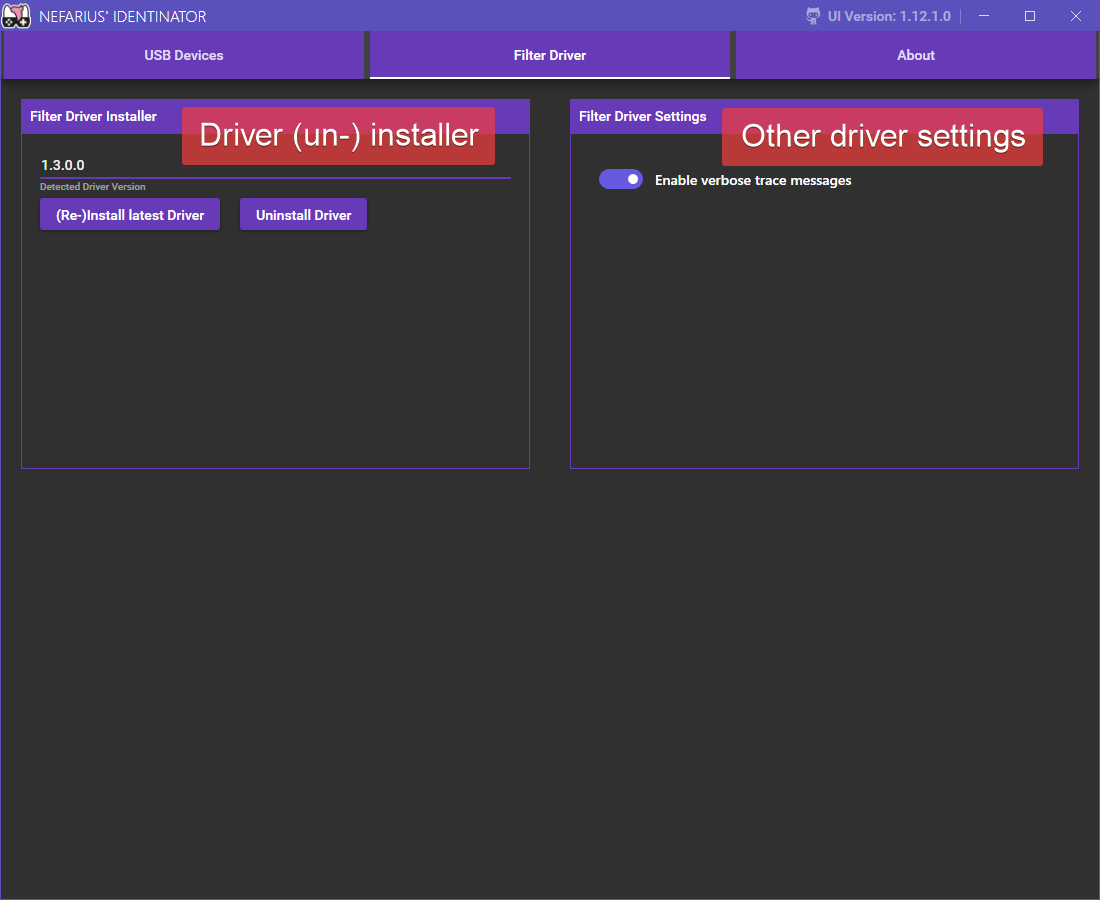 NEFARIUS' IDENTINATOR
UI Version: 1.12.1.0
USB Devices
Filter Driver
About
Filter Driver Installer
Driver (un-) installer
1.3.0.0
Detected Driver Version
(Re-)Install latest Driver
Uninstall Driver
Filter Driver Settings
Other driver settings
Enable verbose trace messages